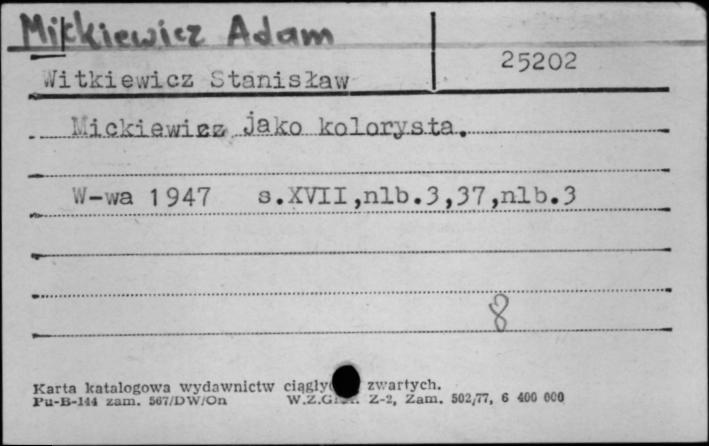 Mickiewicz Adam
25202
Witkiewicz Stanisław
Mickiewicz jako kolorysta.
W-wa 1947 s.XVII,nlb.3,37,nlb.3
8
Karta katalogowa wydawnictw zwartych.
Pu-B-144 zam. 567/DW/On Z-2, Zam. 502/77, 6 400 000